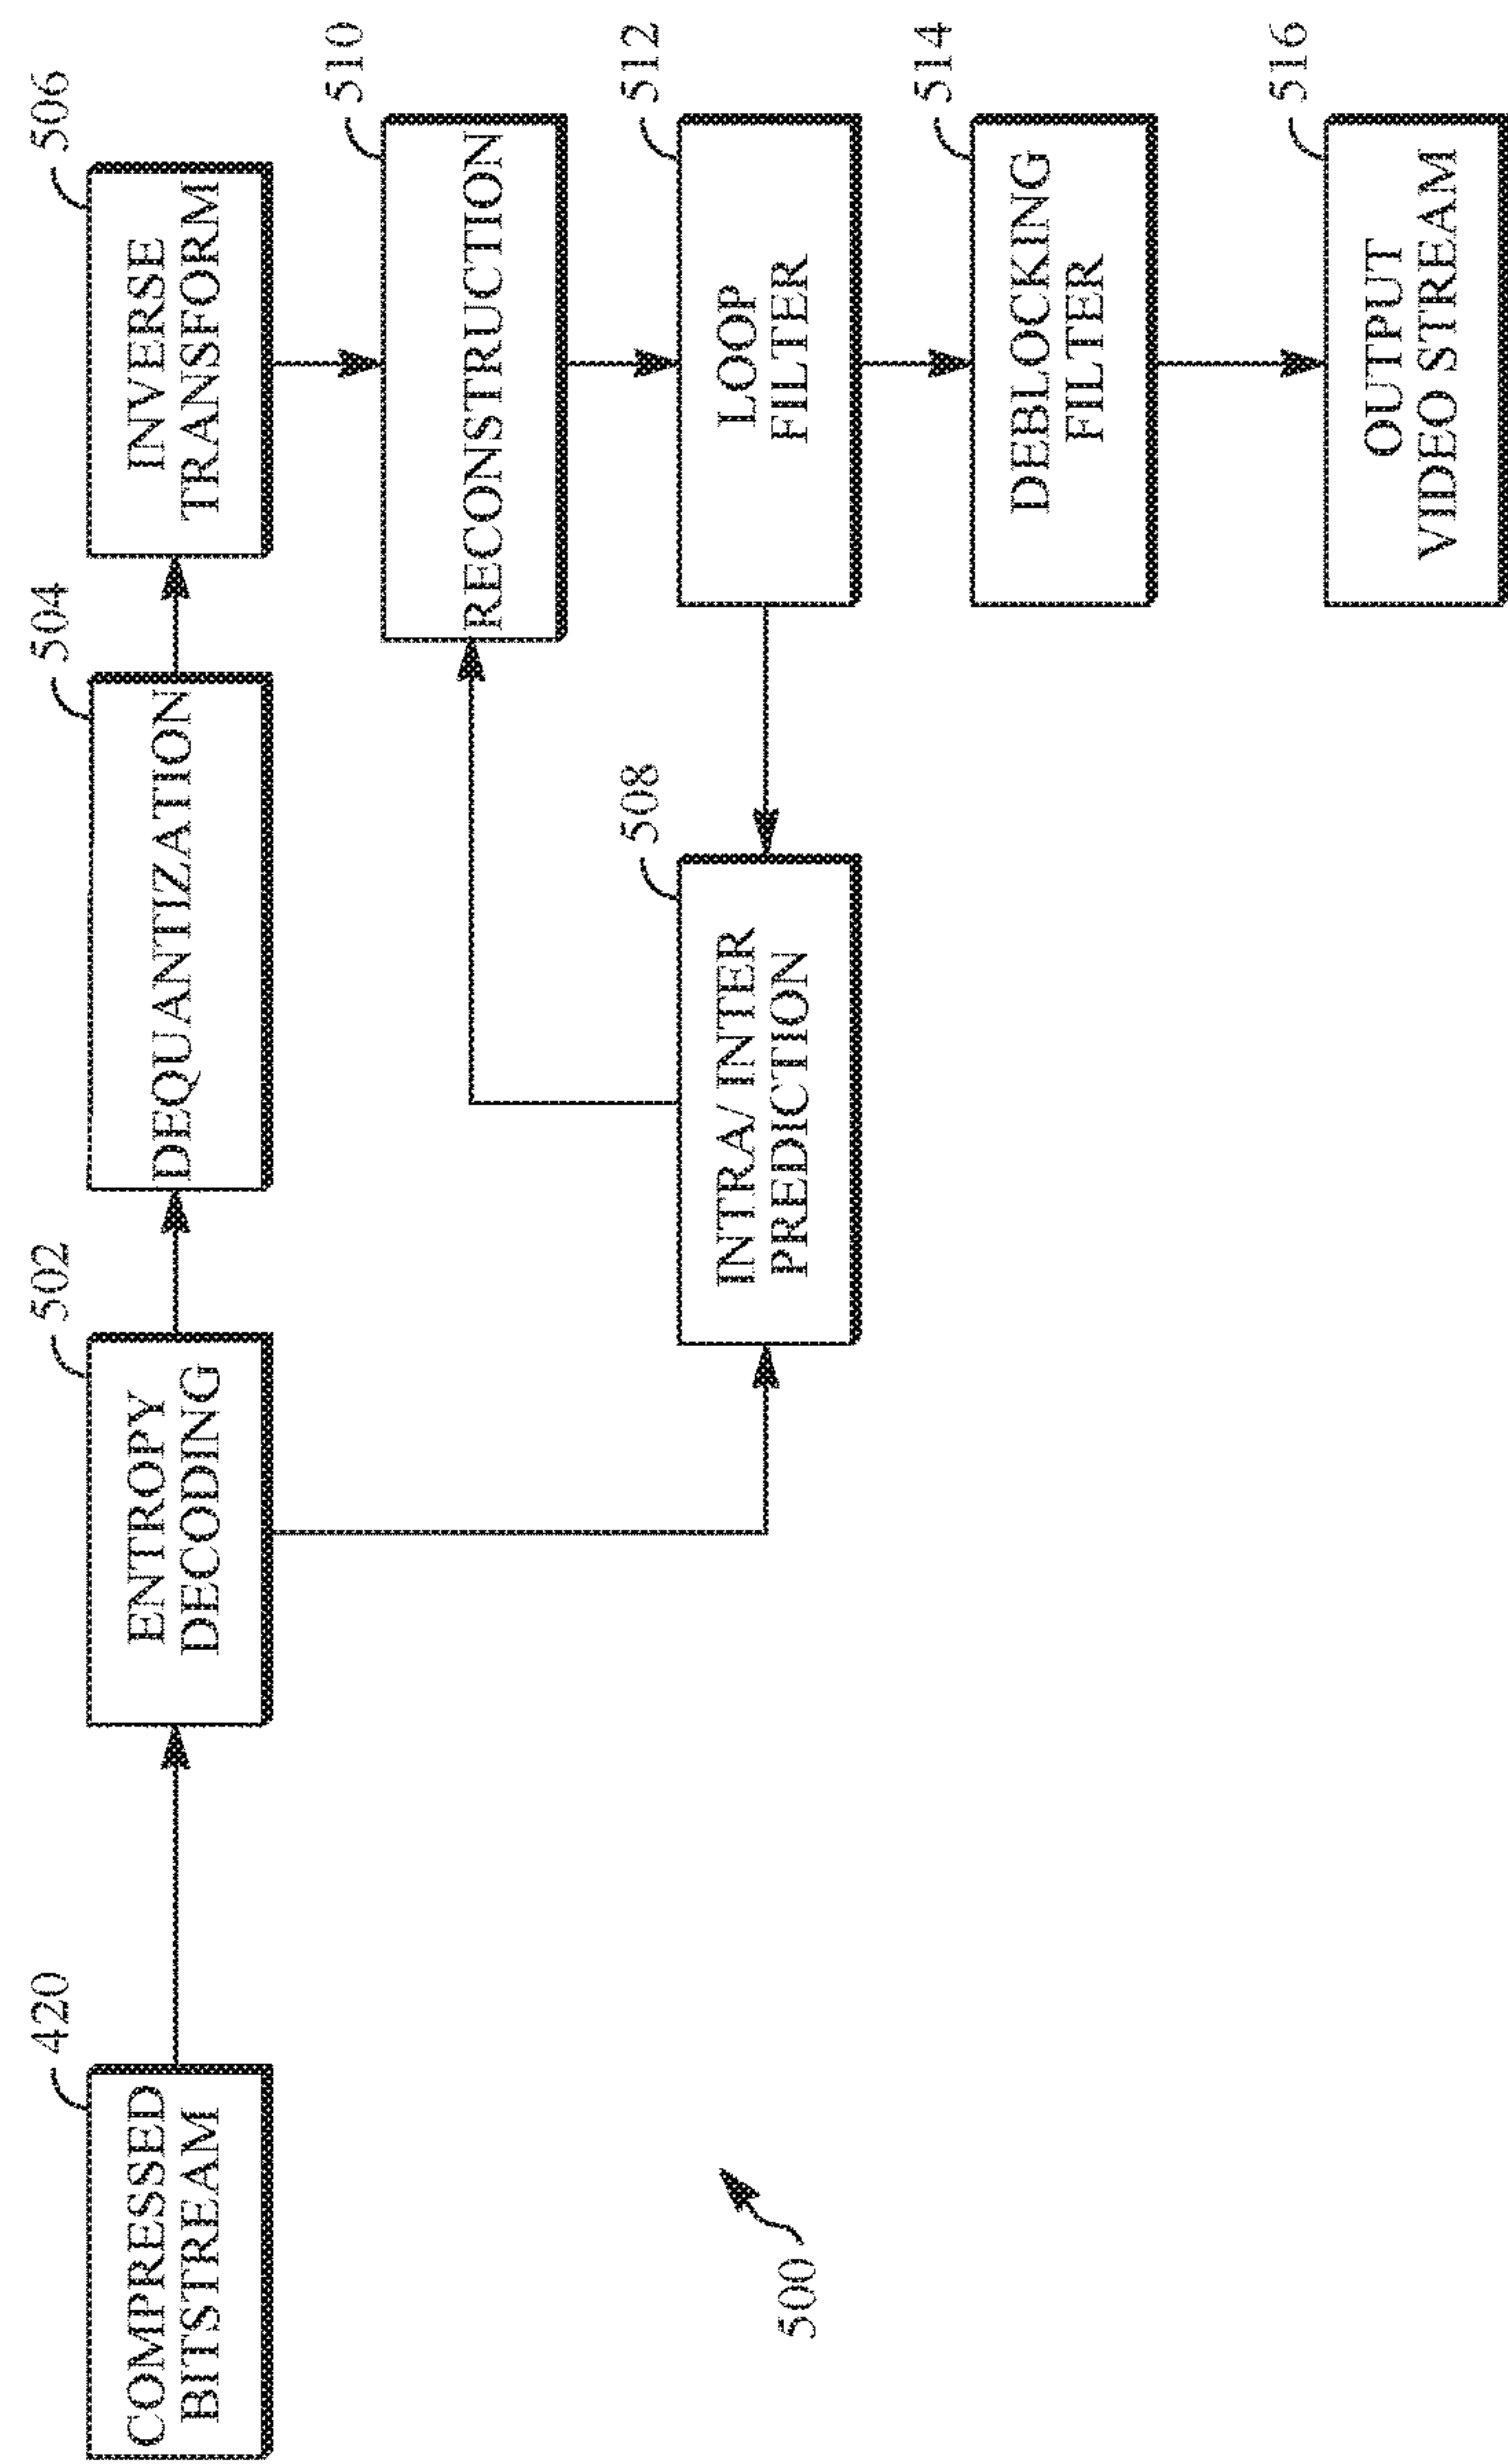 420
COMPRESSED
BITSTREAM
502
ENTROPY
DECODING
504
DEQUANTIZATION
506
INVERSE
TRANSFORM
510
RECONSTRUCTION
508
INTRA/ INTER
PREDICTION
512
LOOP
FILTER
514
DEBLOCKING
FILTER
516
OUTPUT
VIDEO STREAM
500